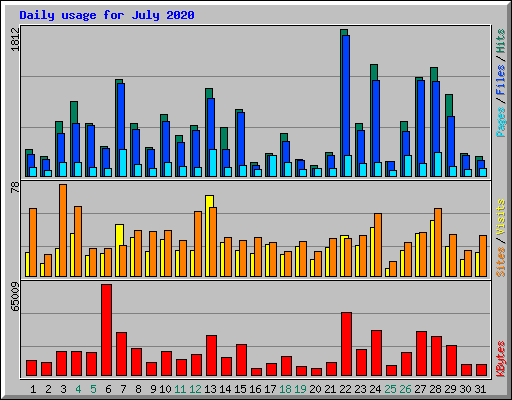 Daily usage for July 2020
1812
Pages / Files / Hits
78
Sites / Visits
65009
KBytes
1 2 3 4 5 6 7 8 9 10 11 12 13 14 15 16 17 18 19 20 21 22 23 24 25 26 27 28 29 30 31